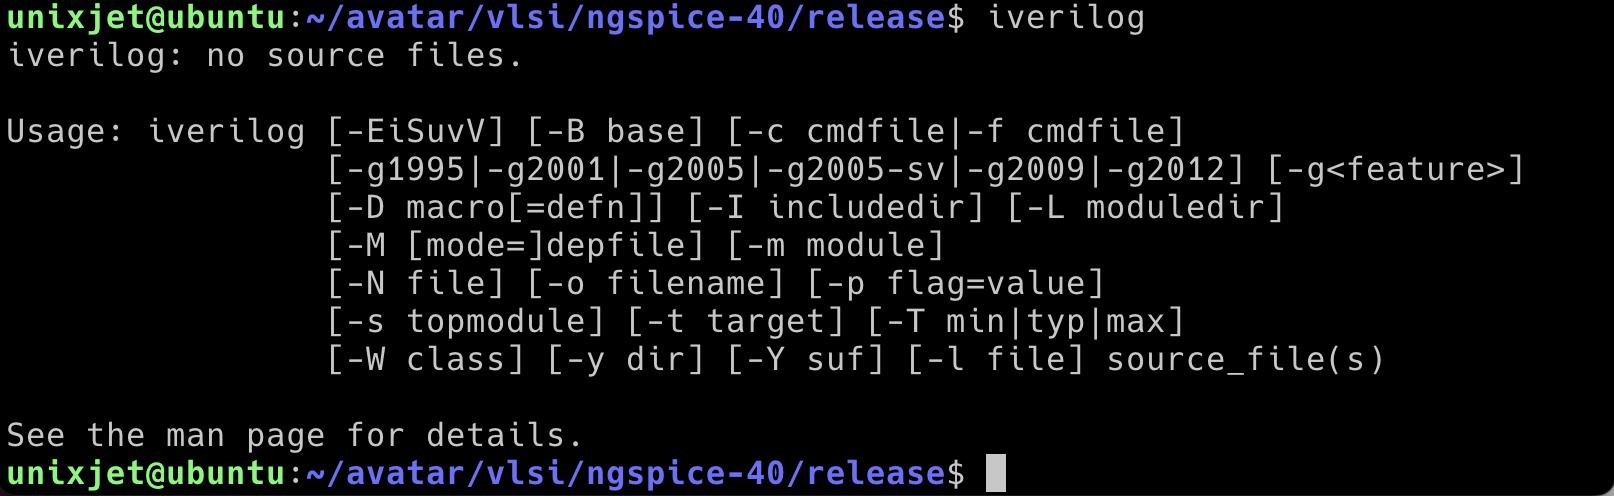 unixjet@ubuntu:~/avatar/vlsi/ngspice-40/release$ iverilog
iverilog: no source files.

Usage: iverilog [-EiSuvV] [-B base] [-c cmdfile|-f cmdfile]
                [-g1995|-g2001|-g2005|-g2005-sv|-g2009|-g2012] [-g<feature>]
                [-D macro[=defn]] [-I includedir] [-L moduledir]
                [-M [mode=]depfile] [-m module]
                [-N file] [-o filename] [-p flag=value]
                [-s topmodule] [-t target] [-T min|typ|max]
                [-W class] [-y dir] [-Y suf] [-l file] source_file(s)

See the man page for details.
unixjet@ubuntu:~/avatar/vlsi/ngspice-40/release$